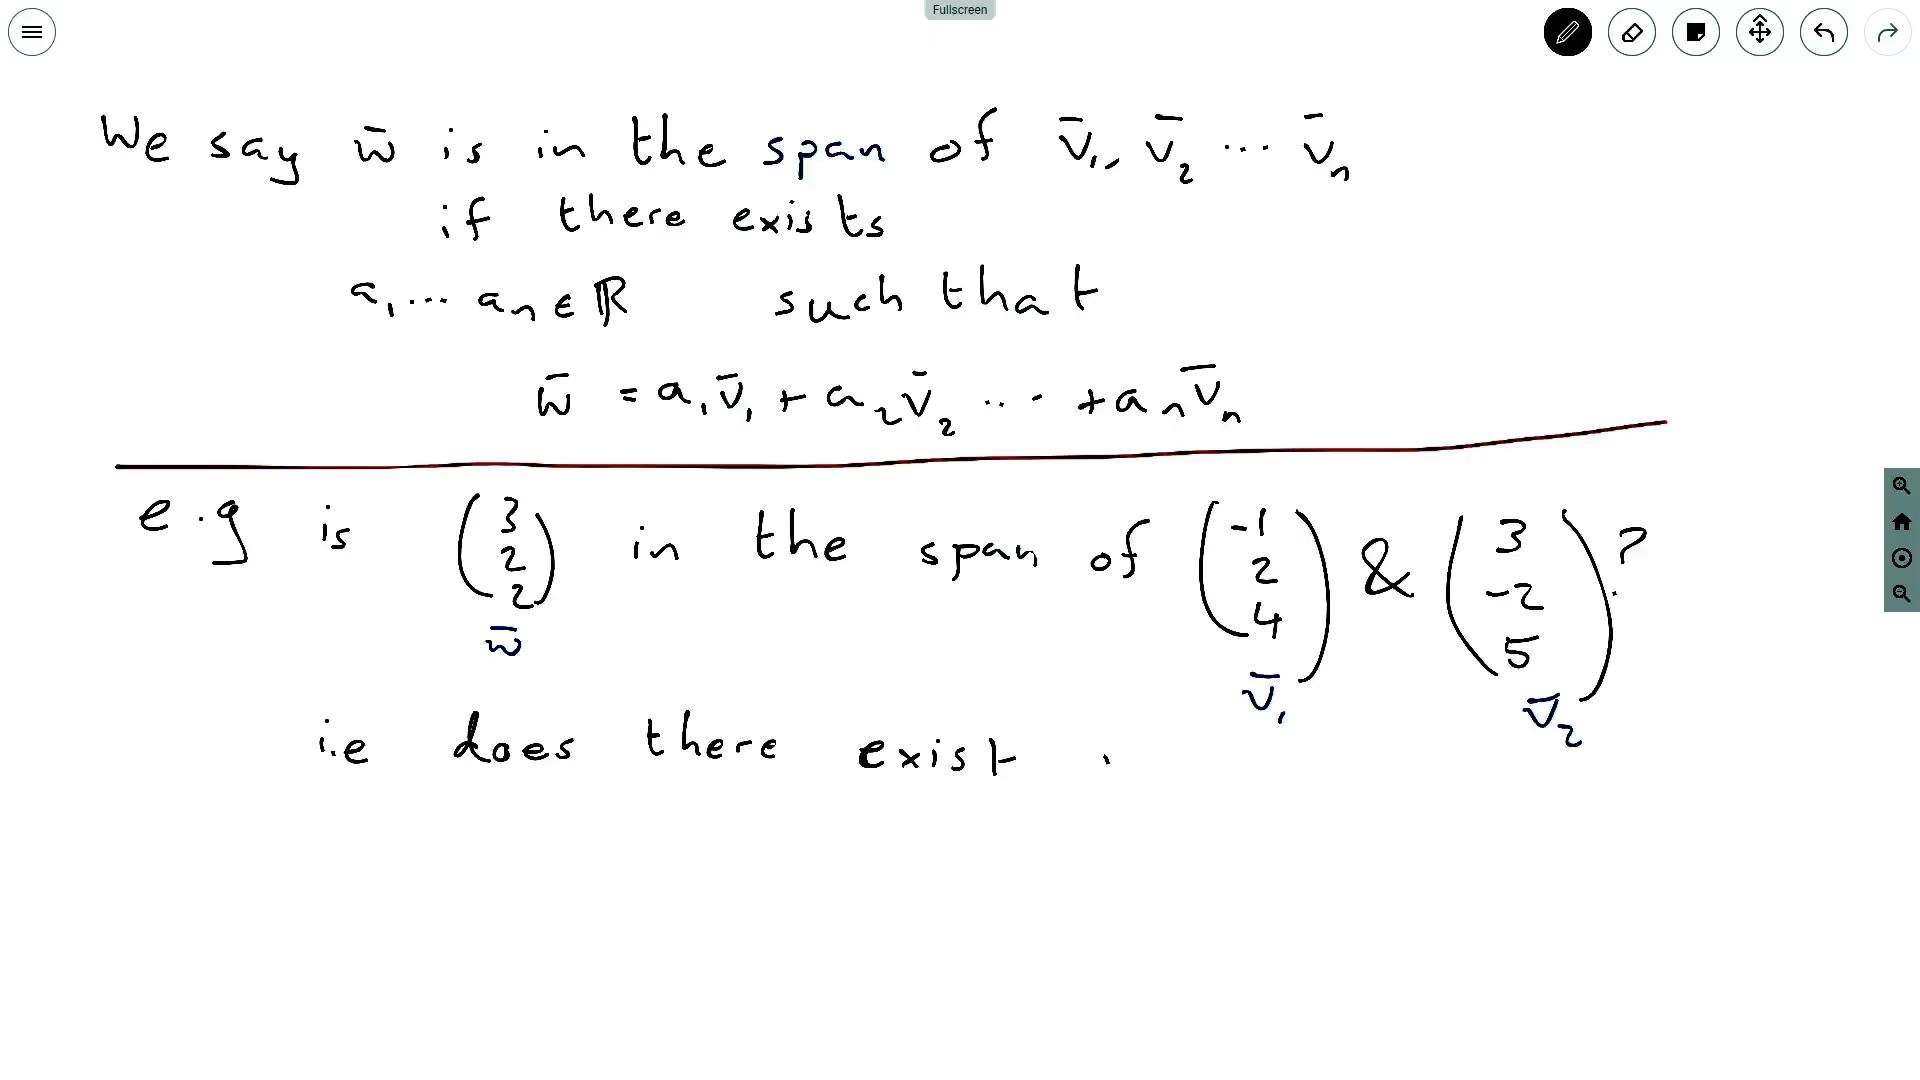 Fullscreen
We say w̄ is in the span of v̄₁, v̄₂ ... v̄ₙ
if there exists
a₁ ... aₙ ∈ ℝ such that
w̄ = a₁v̄₁ + a₂v̄₂ ... + aₙv̄ₙ
e.g is (3 2 2) in the span of (-1 2 4) & (3 -2 5) ?
w̄ v̄₁ v̄₂
i.e does there exist